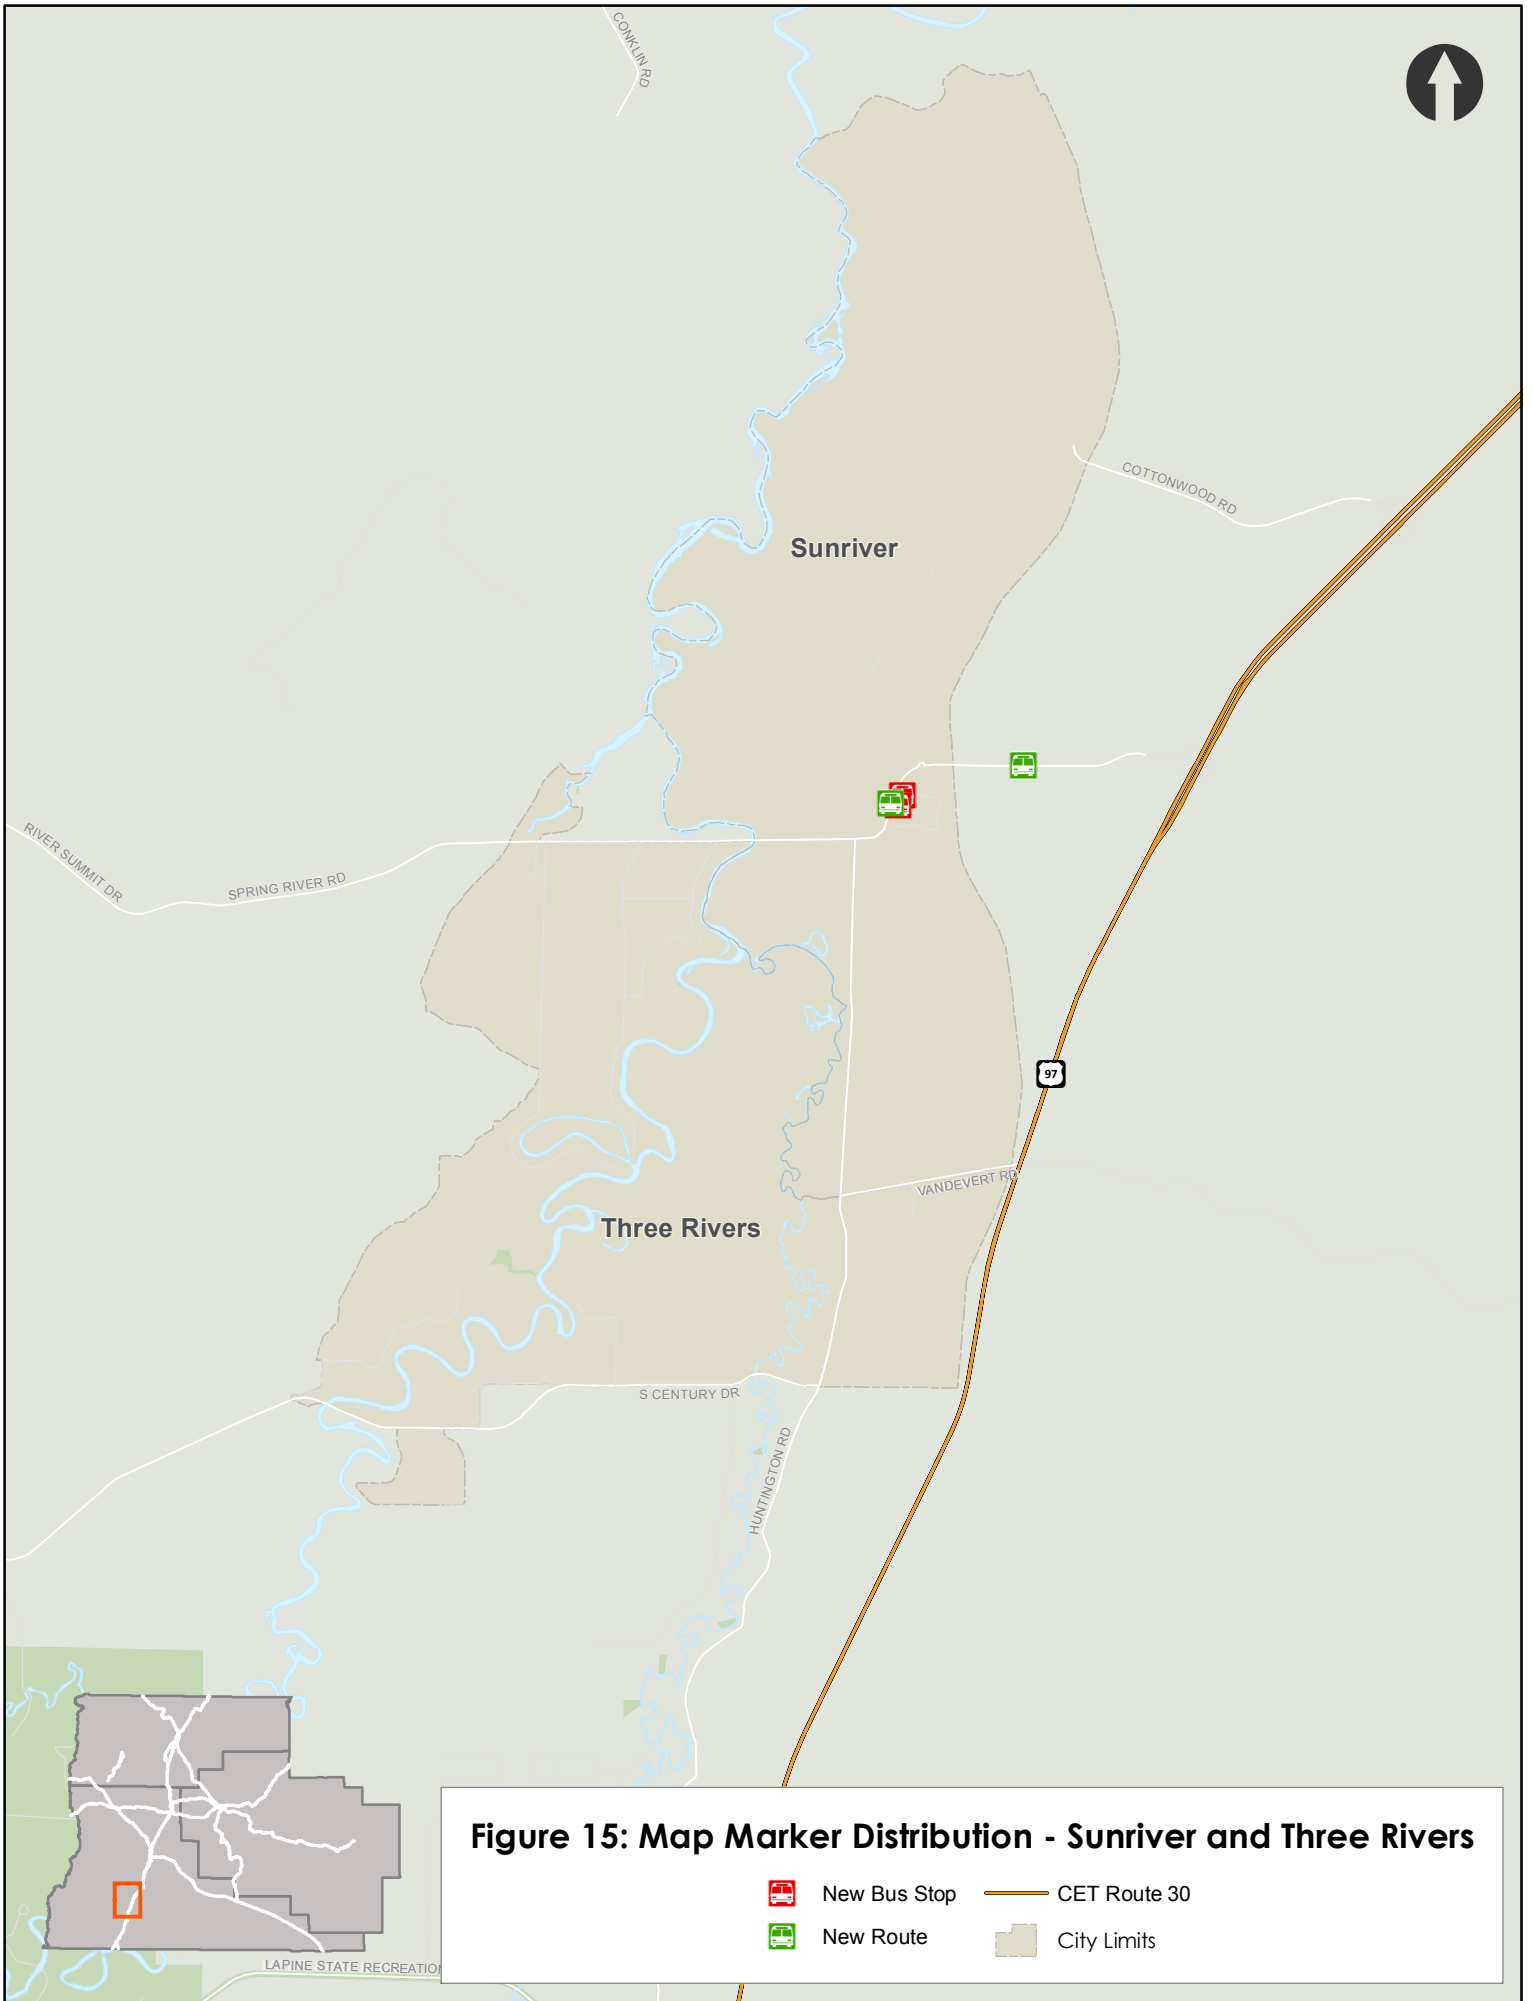 CONKLIN RD
COTTONWOOD RD
Sunriver
RIVER SUMMIT DR
SPRING RIVER RD
97
VANDEVERT RD
Three Rivers
S CENTURY DR
HUNTINGTON RD
LAPINE STATE RECREATION
Figure 15: Map Marker Distribution - Sunriver and Three Rivers
New Bus Stop
CET Route 30
New Route
City Limits